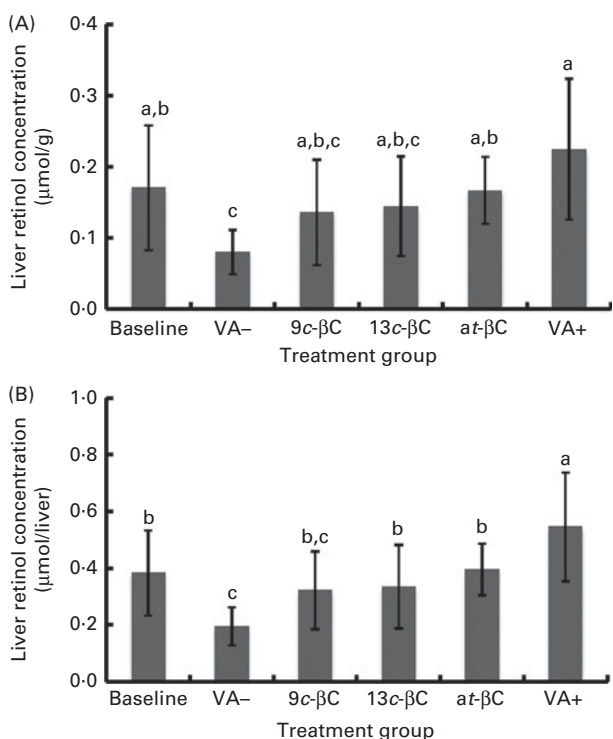 (A)
Liver retinol concentration
(μmol/g)
0·4
0·3
0·2
0·1
0·0
a,b
c
a,b,c
a,b,c
a,b
a
Baseline VA– 9c-βC 13c-βC at-βC VA+
Treatment group
(B)
Liver retinol concentration
(μmol/liver)
1·0
0·8
0·6
0·4
0·2
0·0
b
c
b,c
b
b
a
Baseline VA– 9c-βC 13c-βC at-βC VA+
Treatment group